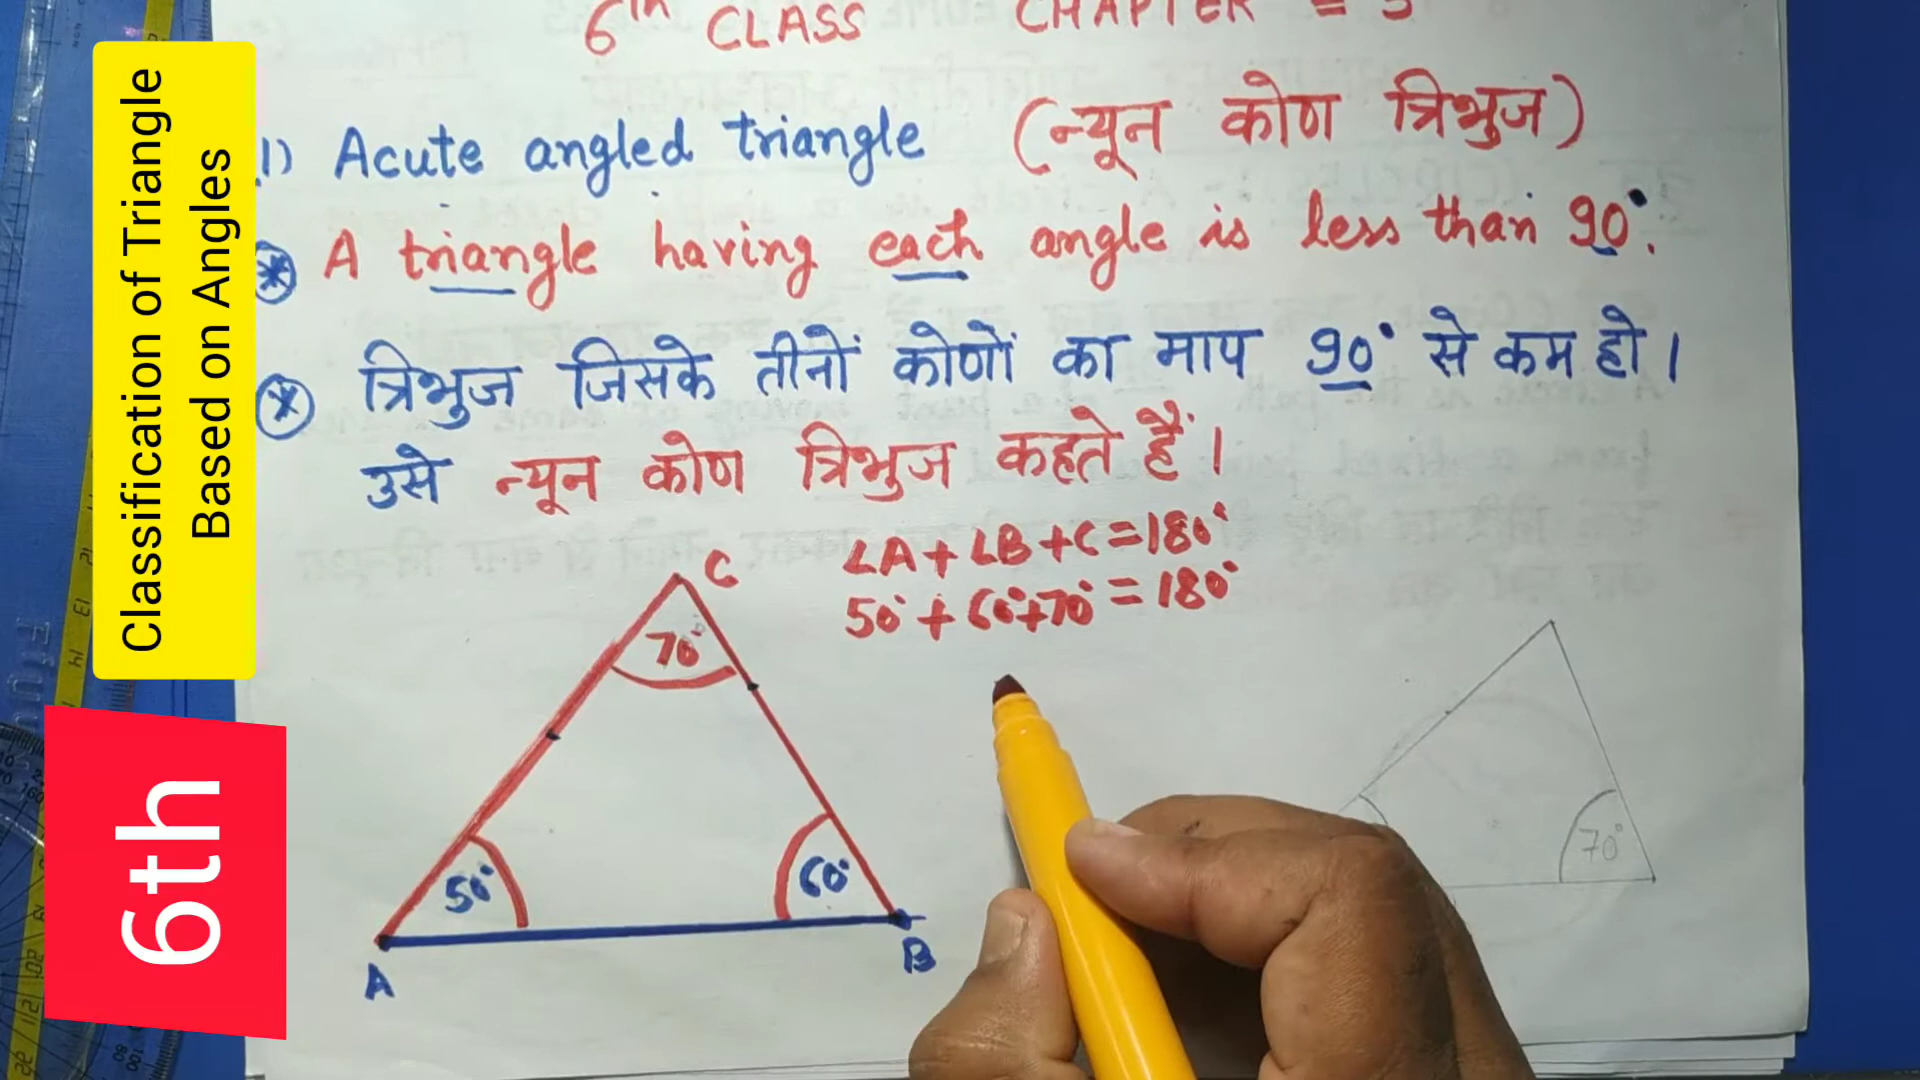 6th CLASS CHAPTER = 5
1) Acute angled triangle (न्यून कोण त्रिभुज)
A triangle having each angle is less than 90°.
त्रिभुज जिसके तीनों कोणों का माप 90° से कम हो।
उसे न्यून कोण त्रिभुज कहते हैं।
∠A + ∠B + C = 180°
50° + 60° + 70° = 180°
C
70°
50°
60°
A
B
70°
Classification of Triangle
Based on Angles
6th